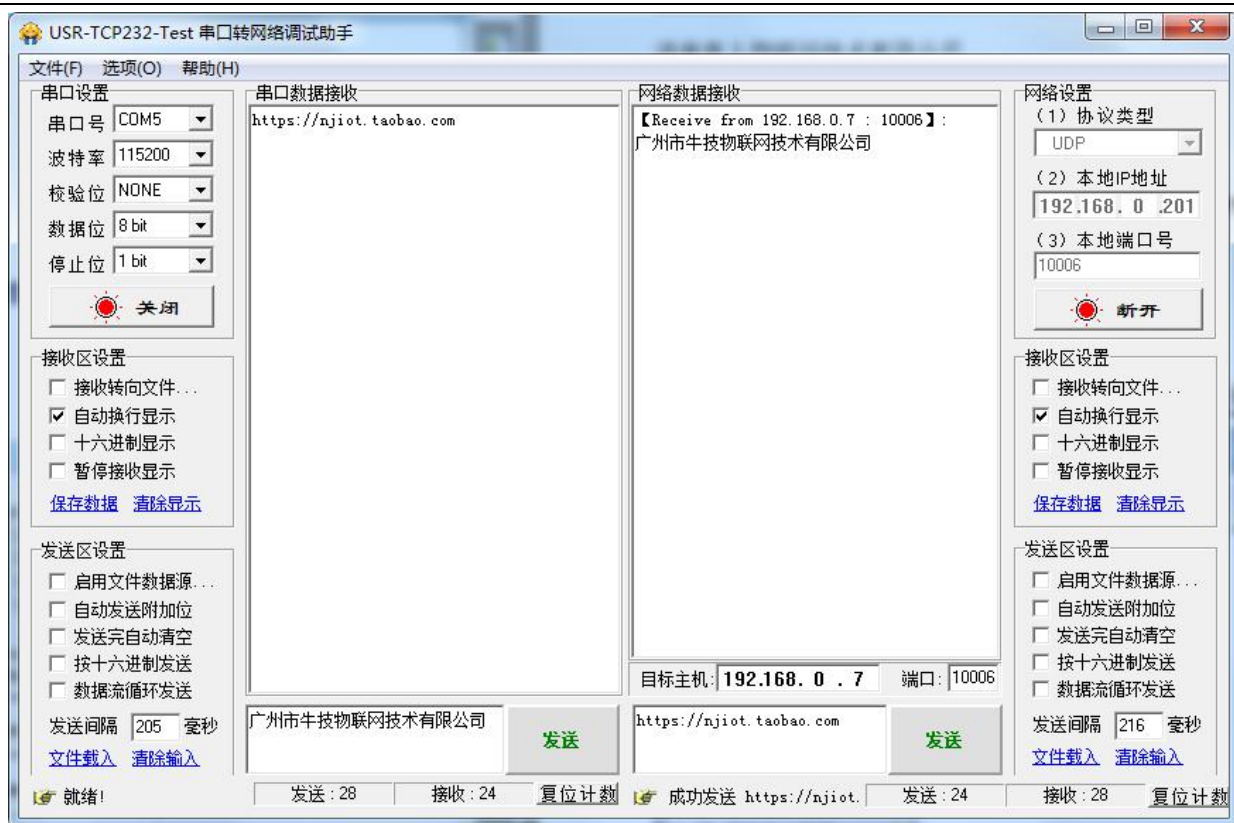 USR-TCP232-Test 串口转网络调试助手
文件(F) 选项(O) 帮助(H)
串口设置
串口号 COM5
波特率 115200
校验位 NONE
数据位 8 bit
停止位 1 bit
关闭
接收区设置
接收转向文件...
自动换行显示
十六进制显示
暂停接收显示
保存数据 清除显示
发送区设置
启用文件数据源...
自动发送附加位
发送完自动清空
按十六进制发送
数据流循环发送
发送间隔 205 毫秒
文件载入 清除输入
串口数据接收
https://njiot.taobao.com
广州市牛技物联网技术有限公司
发送
网络数据接收
【Receive from 192.168.0.7 : 10006】:
广州市牛技物联网技术有限公司
目标主机: 192.168. 0 . 7 端口: 10006
https://njiot.taobao.com
发送
网络设置
(1) 协议类型
UDP
(2) 本地IP地址
192.168. 0 .201
(3) 本地端口号
10006
断开
接收区设置
接收转向文件...
自动换行显示
十六进制显示
暂停接收显示
保存数据 清除显示
发送区设置
启用文件数据源...
自动发送附加位
发送完自动清空
按十六进制发送
数据流循环发送
发送间隔 216 毫秒
文件载入 清除输入
就绪! 发送 : 28 接收 : 24 复位计数 成功发送 https://njiot. 发送 : 24 接收 : 28 复位计数